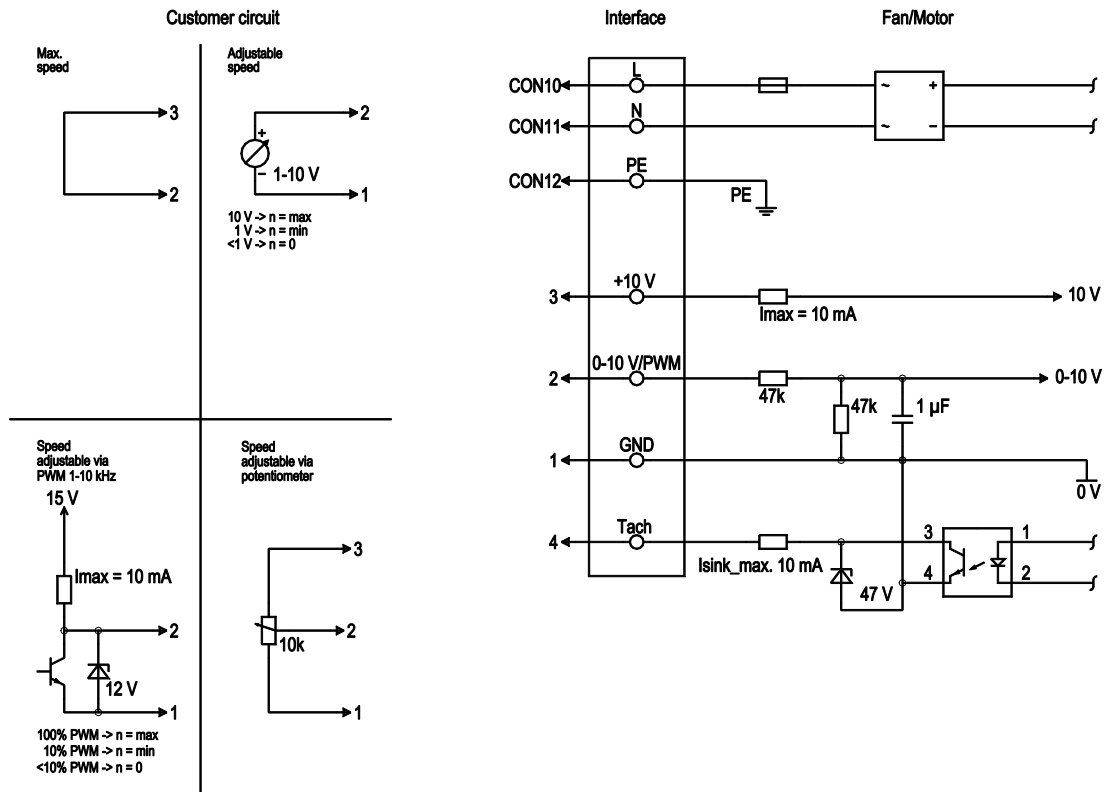 Customer circuit
Interface
Fan/Motor
Max.
speed
3
2
Adjustable
speed
2
+
–
1-10 V
1
10 V -> n = max
1 V -> n = min
<1 V -> n = 0
Speed
adjustable via
PWM 1-10 kHz
15 V
Imax = 10 mA
2
12 V
1
100% PWM -> n = max
10% PWM -> n = min
<10% PWM -> n = 0
Speed
adjustable via
potentiometer
3
2
10k
1
L
CON10
~ +
N
CON11
~ –
PE
CON12
PE
+10 V
3
10 V
Imax = 10 mA
0-10 V/PWM
2
0-10 V
47k
47k
1 µF
GND
1
0 V
Tach
4
3
1
Isink_max. 10 mA
4
2
47 V